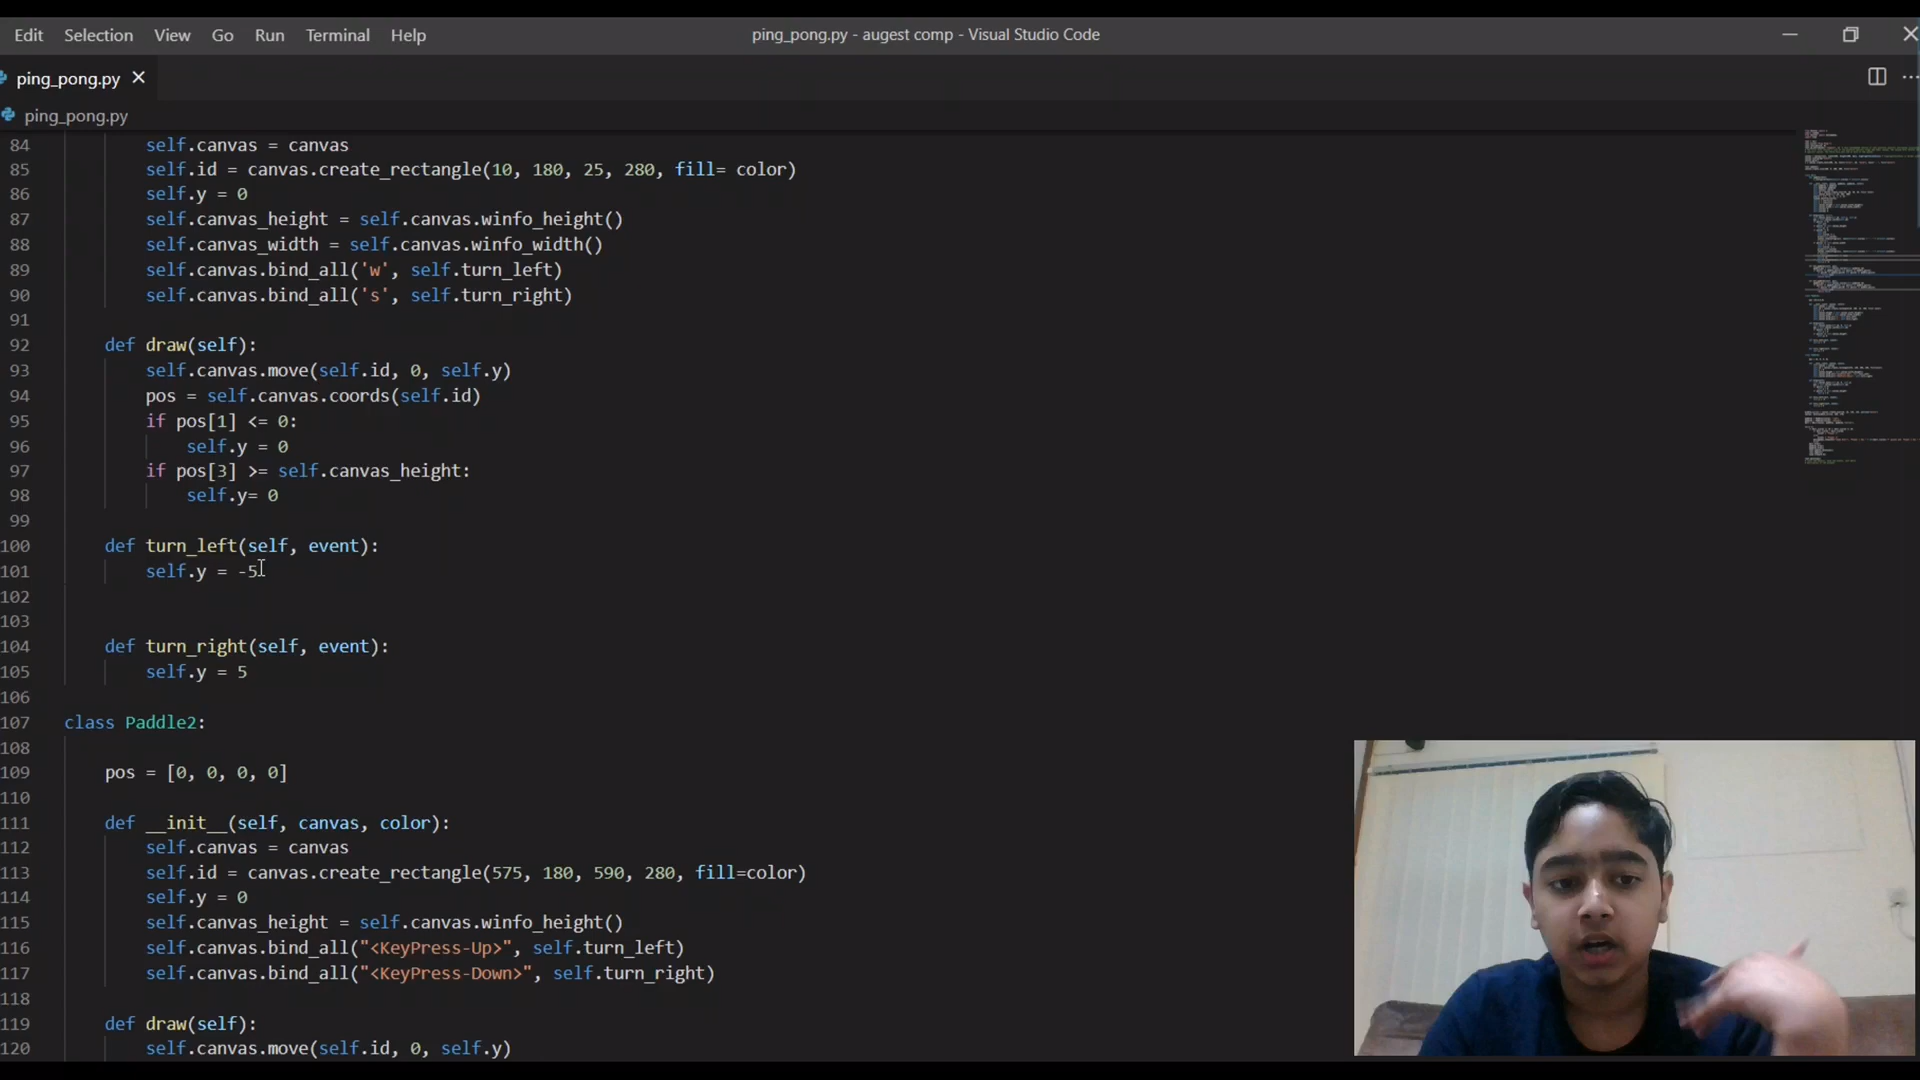 Edit Selection View Go Run Terminal Help ping_pong.py - augest comp - Visual Studio Code
ping_pong.py
ping_pong.py
84 self.canvas = canvas
85 self.id = canvas.create_rectangle(10, 180, 25, 280, fill= color)
86 self.y = 0
87 self.canvas_height = self.canvas.winfo_height()
88 self.canvas_width = self.canvas.winfo_width()
89 self.canvas.bind_all('w', self.turn_left)
90 self.canvas.bind_all('s', self.turn_right)
91
92 def draw(self):
93 self.canvas.move(self.id, 0, self.y)
94 pos = self.canvas.coords(self.id)
95 if pos[1] <= 0:
96 self.y = 0
97 if pos[3] >= self.canvas_height:
98 self.y= 0
99
100 def turn_left(self, event):
101 self.y = -5
102
103
104 def turn_right(self, event):
105 self.y = 5
106
107 class Paddle2:
108
109 pos = [0, 0, 0, 0]
110
111 def __init__(self, canvas, color):
112 self.canvas = canvas
113 self.id = canvas.create_rectangle(575, 180, 590, 280, fill=color)
114 self.y = 0
115 self.canvas_height = self.canvas.winfo_height()
116 self.canvas.bind_all("<KeyPress-Up>", self.turn_left)
117 self.canvas.bind_all("<KeyPress-Down>", self.turn_right)
118
119 def draw(self):
120 self.canvas.move(self.id, 0, self.y)